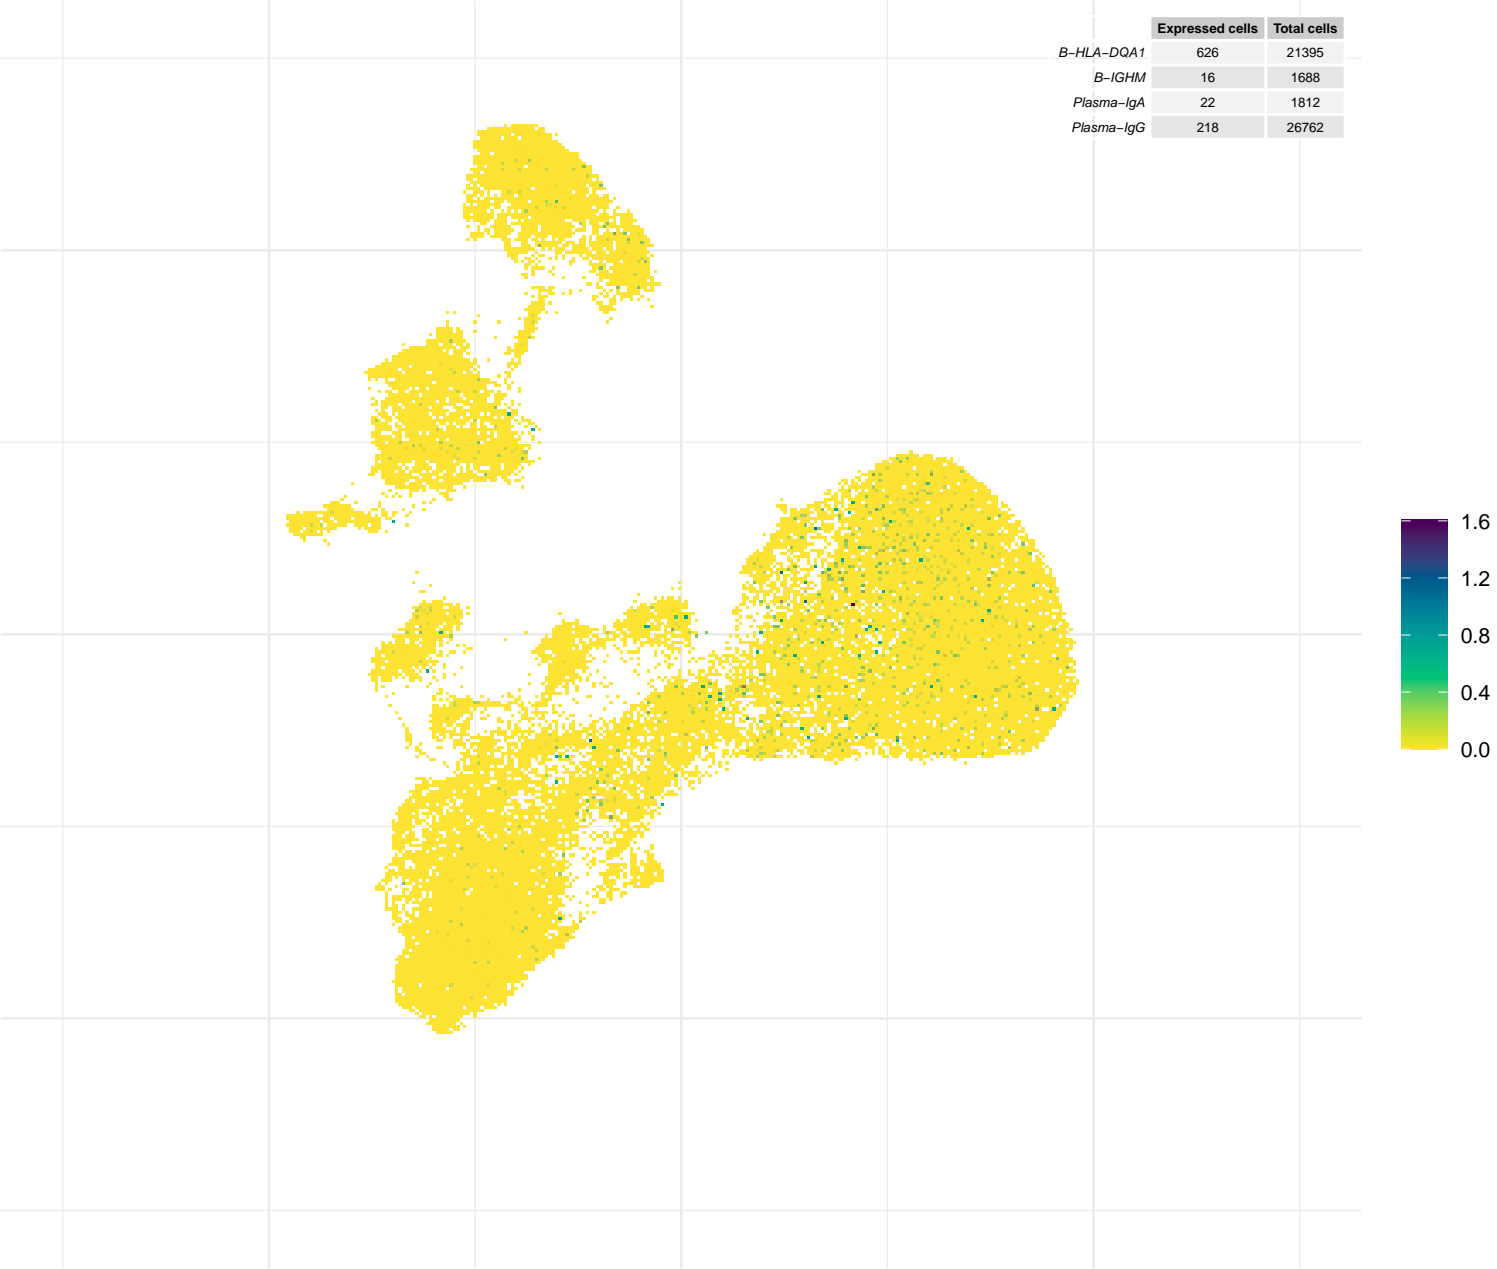 Expressed cells Total cells
B−HLA−DQA1 626 21395
B−IGHM 16 1688
Plasma−IgA 22 1812
Plasma−IgG 218 26762
1.6
1.2
0.8
0.4
0.0